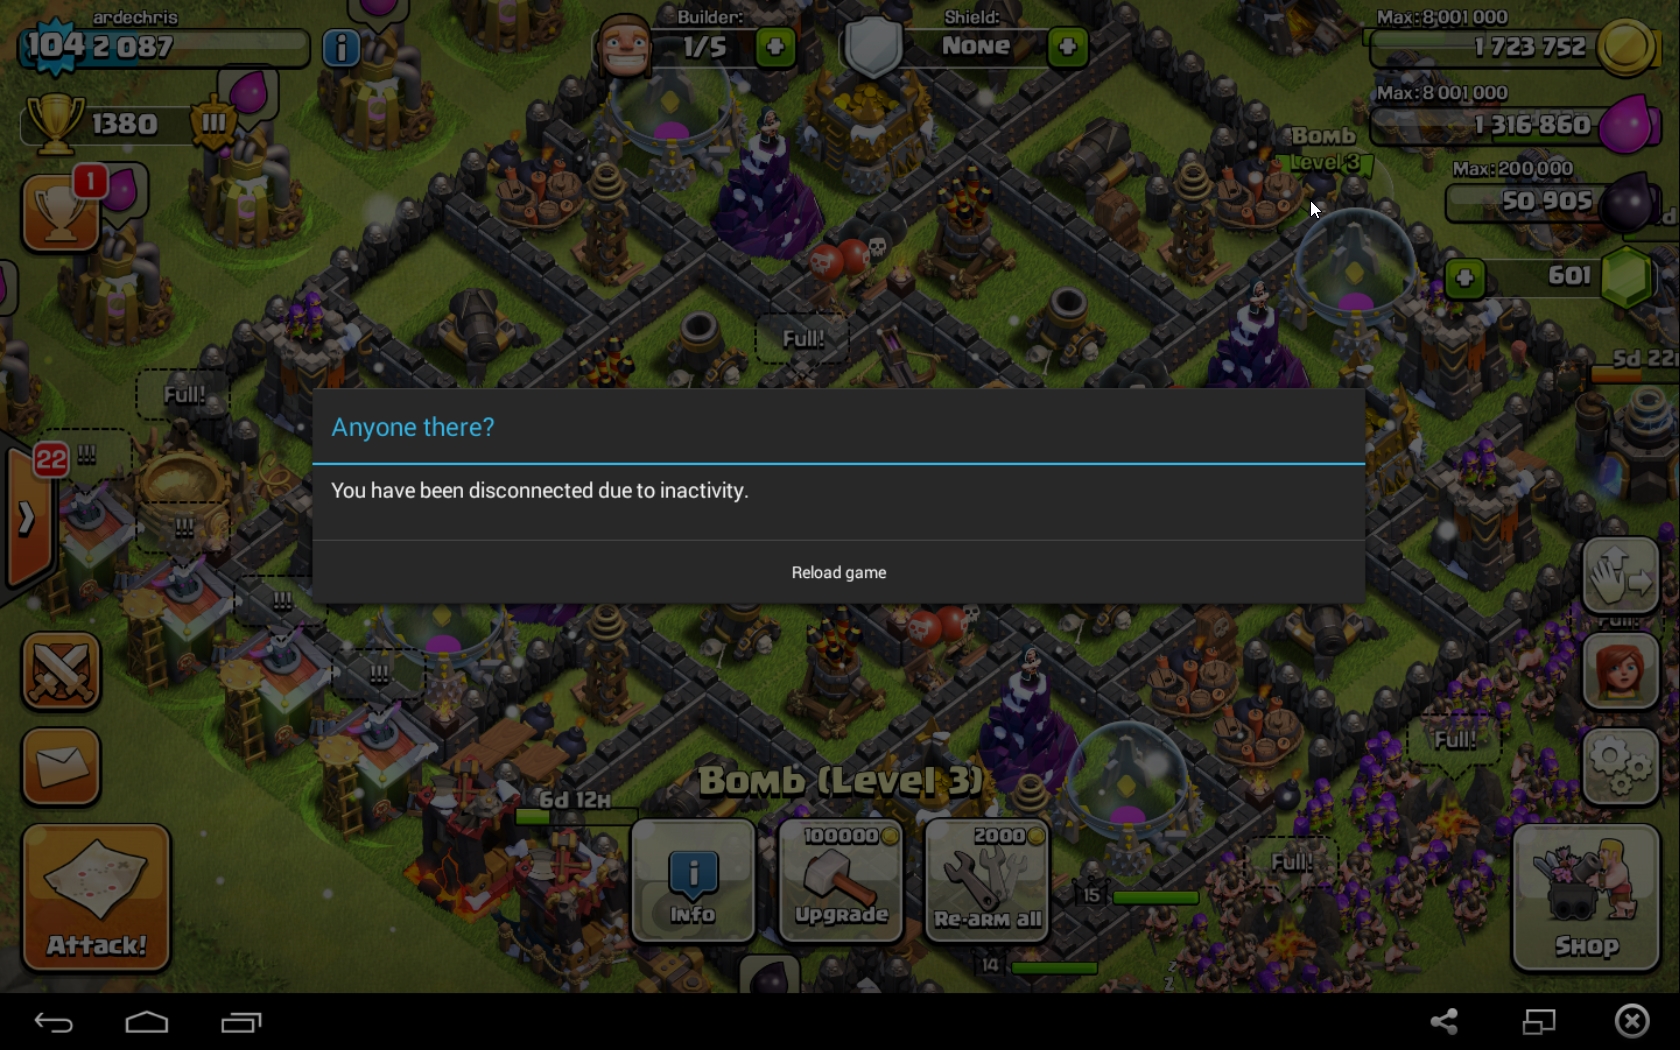 ardechris
104 2 087
Builder:
1/5
Shield:
None
Max: 8 001 000
1 723 752
Max: 8 001 000
1 316 860
Max: 200 000
50 905
601
1380
III
1
Bomb
Level 3
Full!
Full!
5d 22
22
!!!
!!!
!!!
!!!
Anyone there?
You have been disconnected due to inactivity.
Reload game
Full!
Full!
Bomb (Level 3)
6d 12h
Info
100000
Upgrade
2000
Re-arm all
15
14
z
z
Attack!
Shop